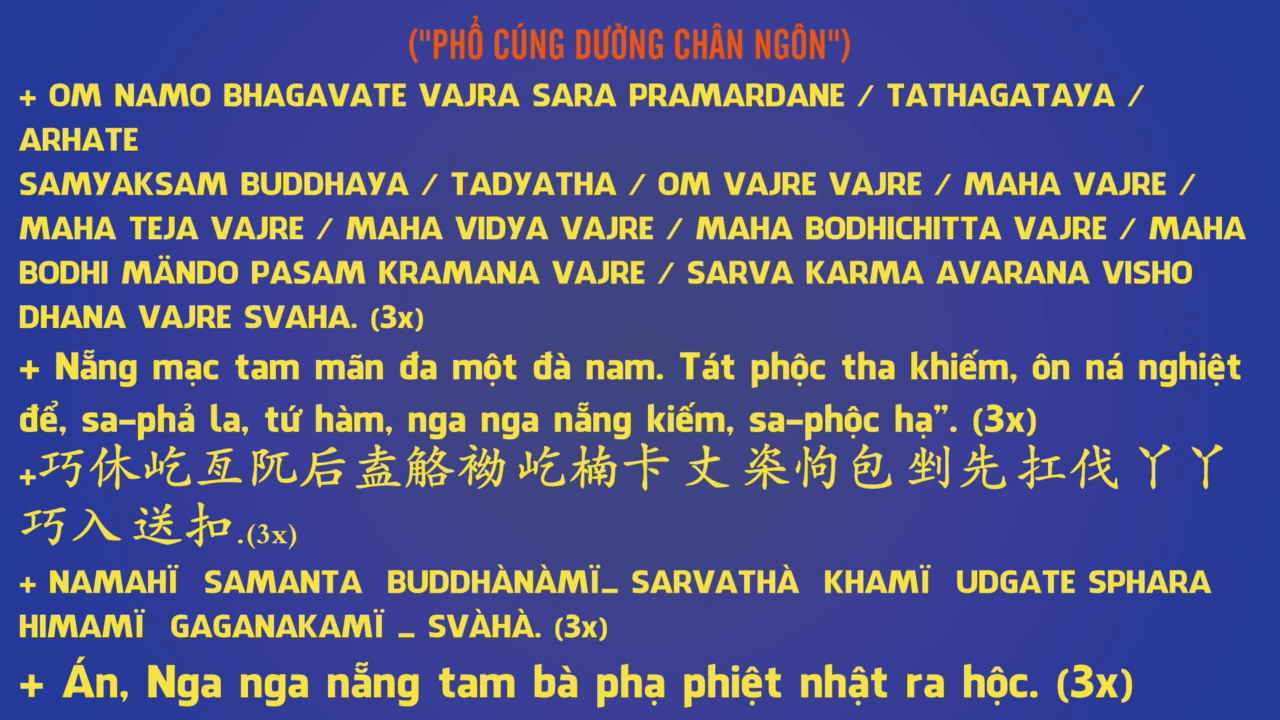 ("PHỔ CÚNG DƯỜNG CHÂN NGÔN")
+ OM NAMO BHAGAVATE VAJRA SARA PRAMARDANE / TATHAGATAYA /
ARHATE
SAMYAKSAM BUDDHAYA / TADYATHA / OM VAJRE VAJRE / MAHA VAJRE /
MAHA TEJA VAJRE / MAHA VIDYA VAJRE / MAHA BODHICHITTA VAJRE / MAHA
BODHI MÄNDO PASAM KRAMANA VAJRE / SARVA KARMA AVARANA VISHO
DHANA VAJRE SVAHA. (3x)
+ Nẵng mạc tam mãn đa một đà nam. Tát phộc tha khiếm, ôn ná nghiệt
để, sa-phả la, tứ hàm, nga nga nẵng kiếm, sa-phộc hạ”. (3x)
+巧休屹亙阮后盍觡袎屹楠卡丈 梁怐包 剉先 扛伐 丫丫
巧入 送扣.(3x)
+ NAMAHÏ SAMANTA BUDDHÀNÀMÏ_ SARVATHÀ KHAMÏ UDGATE SPHARA
HIMAMÏ GAGANAKAMÏ _ SVÀHÀ. (3x)
+ Án, Nga nga nẵng tam bà phạ phiệt nhật ra hộc. (3x)